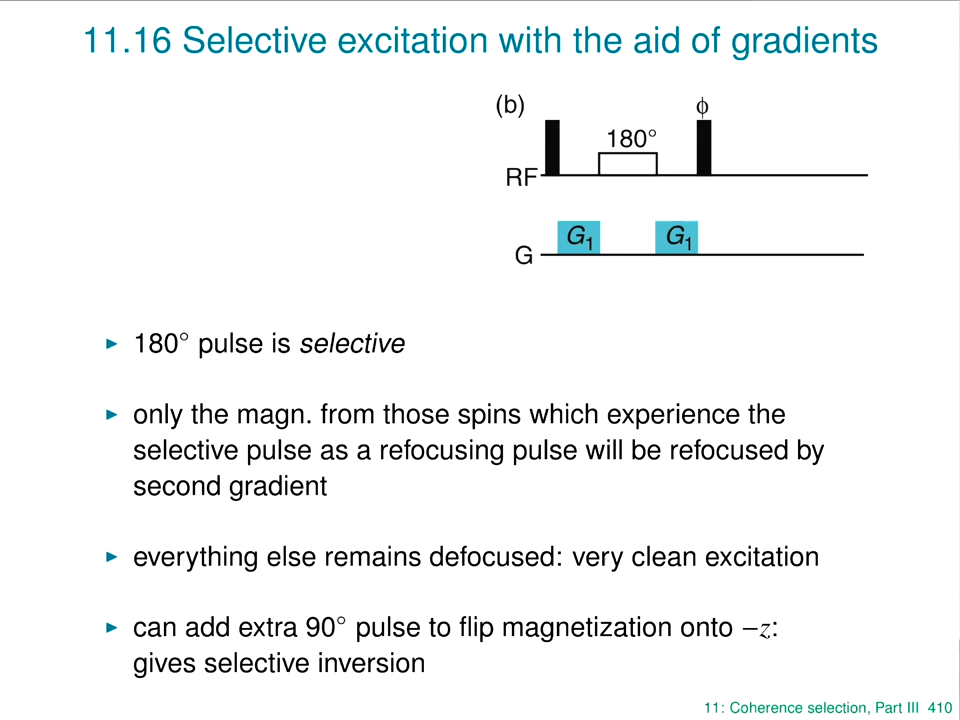 11.16 Selective excitation with the aid of gradients
(b)
ϕ
180°
RF
G₁
G₁
G
▶ 180° pulse is selective
▶ only the magn. from those spins which experience the
selective pulse as a refocusing pulse will be refocused by
second gradient
▶ everything else remains defocused: very clean excitation
▶ can add extra 90° pulse to flip magnetization onto −z:
gives selective inversion
11: Coherence selection, Part III 410